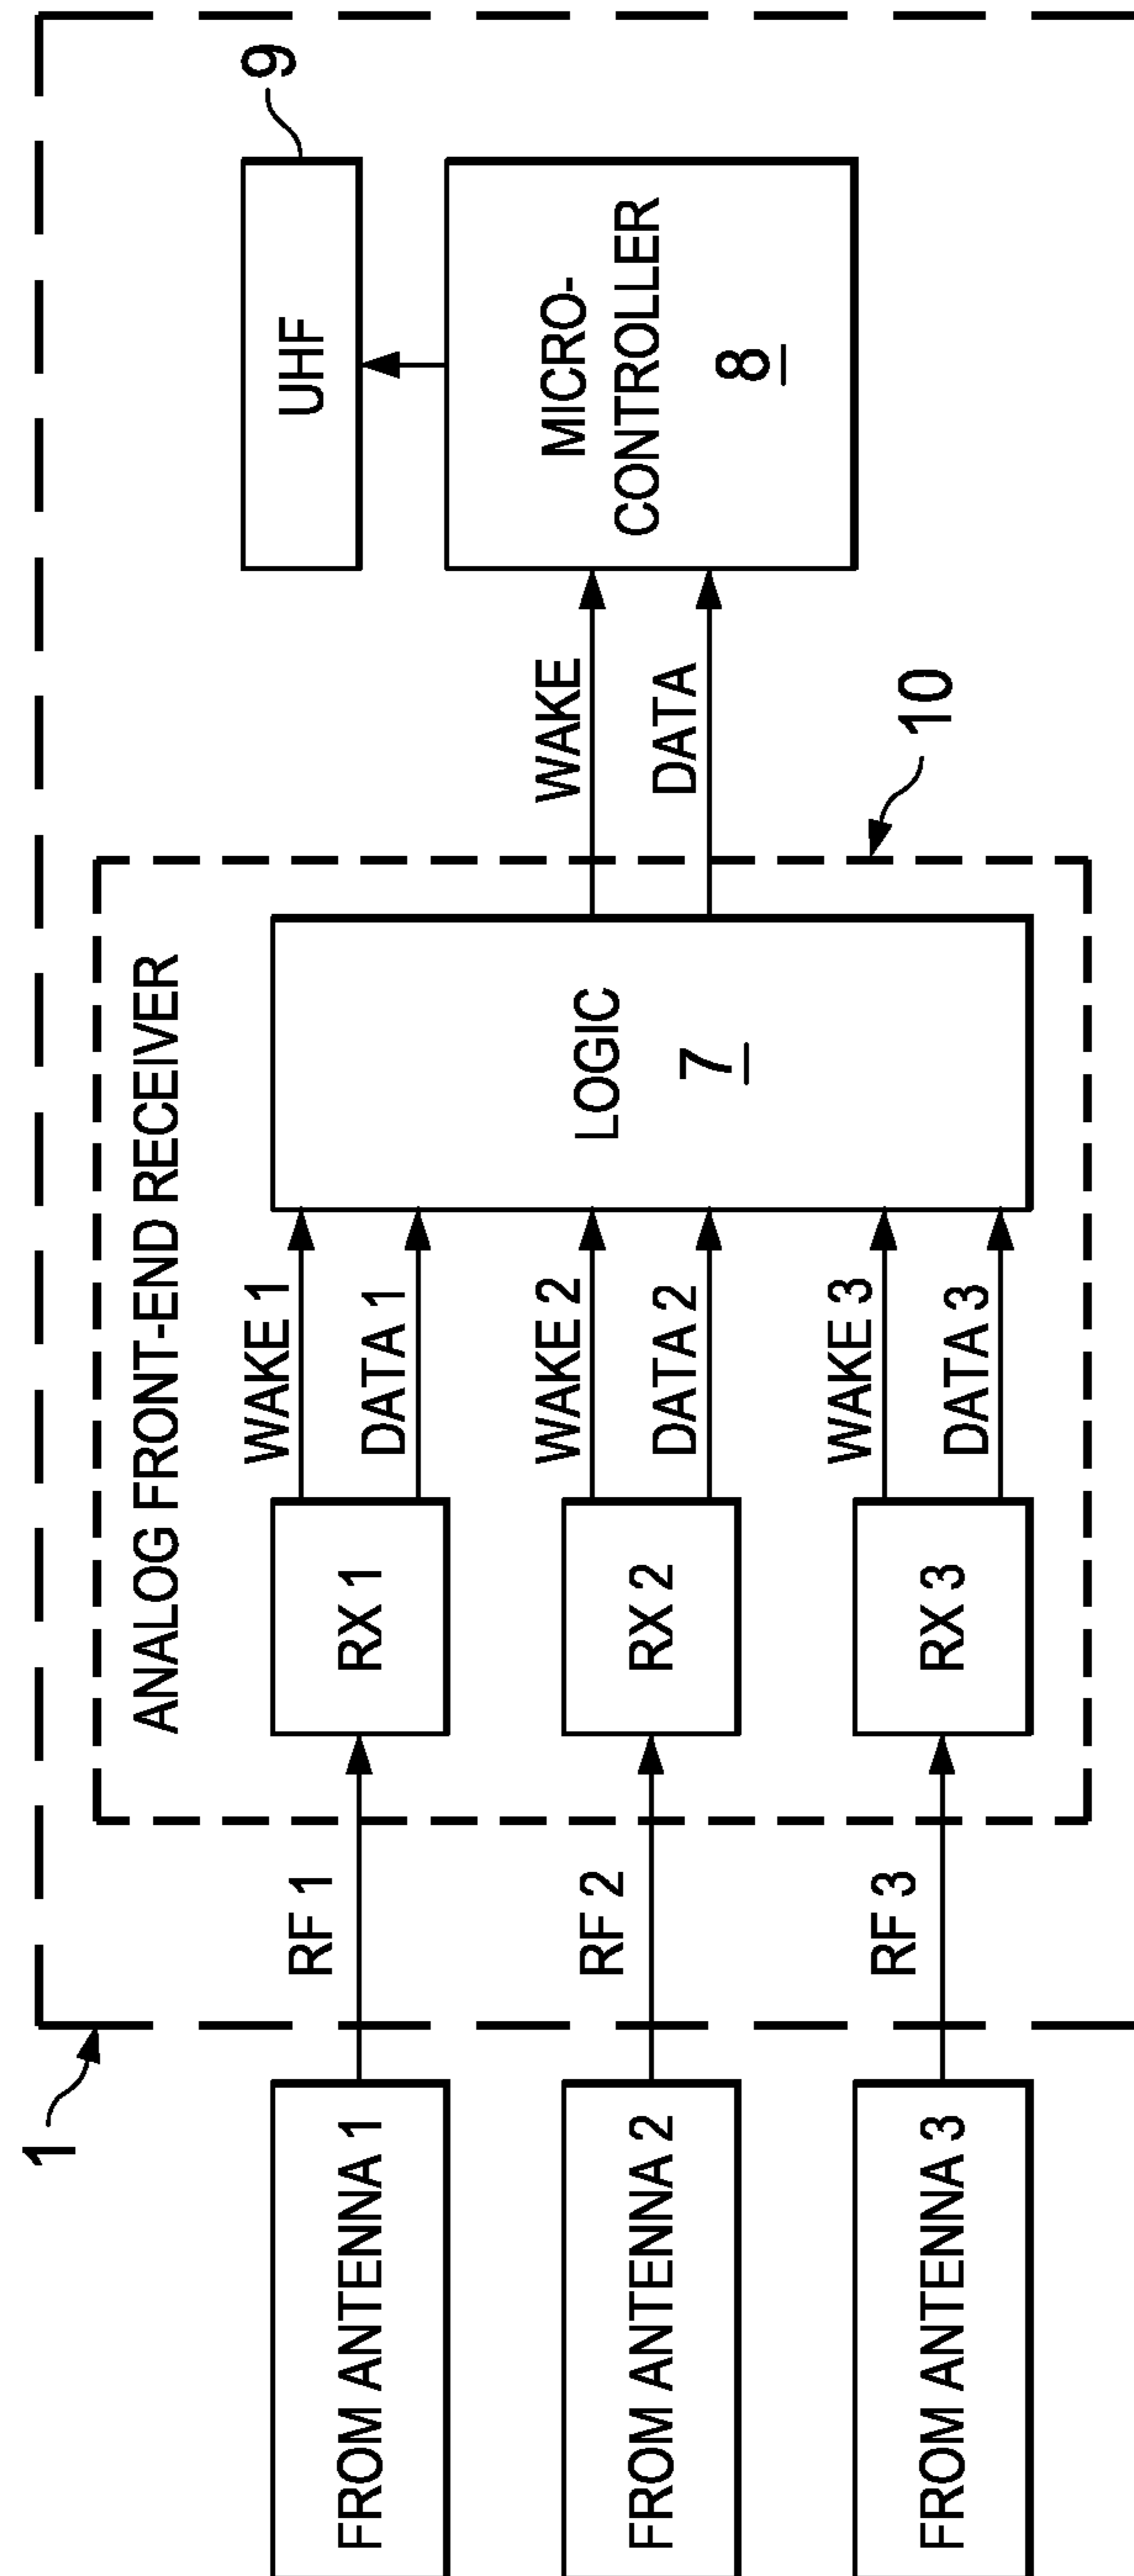 1
FROM ANTENNA 1
FROM ANTENNA 2
FROM ANTENNA 3
RF 1
RF 2
RF 3
ANALOG FRONT-END RECEIVER
RX 1
RX 2
RX 3
WAKE 1
DATA 1
WAKE 2
DATA 2
WAKE 3
DATA 3
LOGIC
7
10
WAKE
DATA
UHF
9
MICRO-
CONTROLLER
8